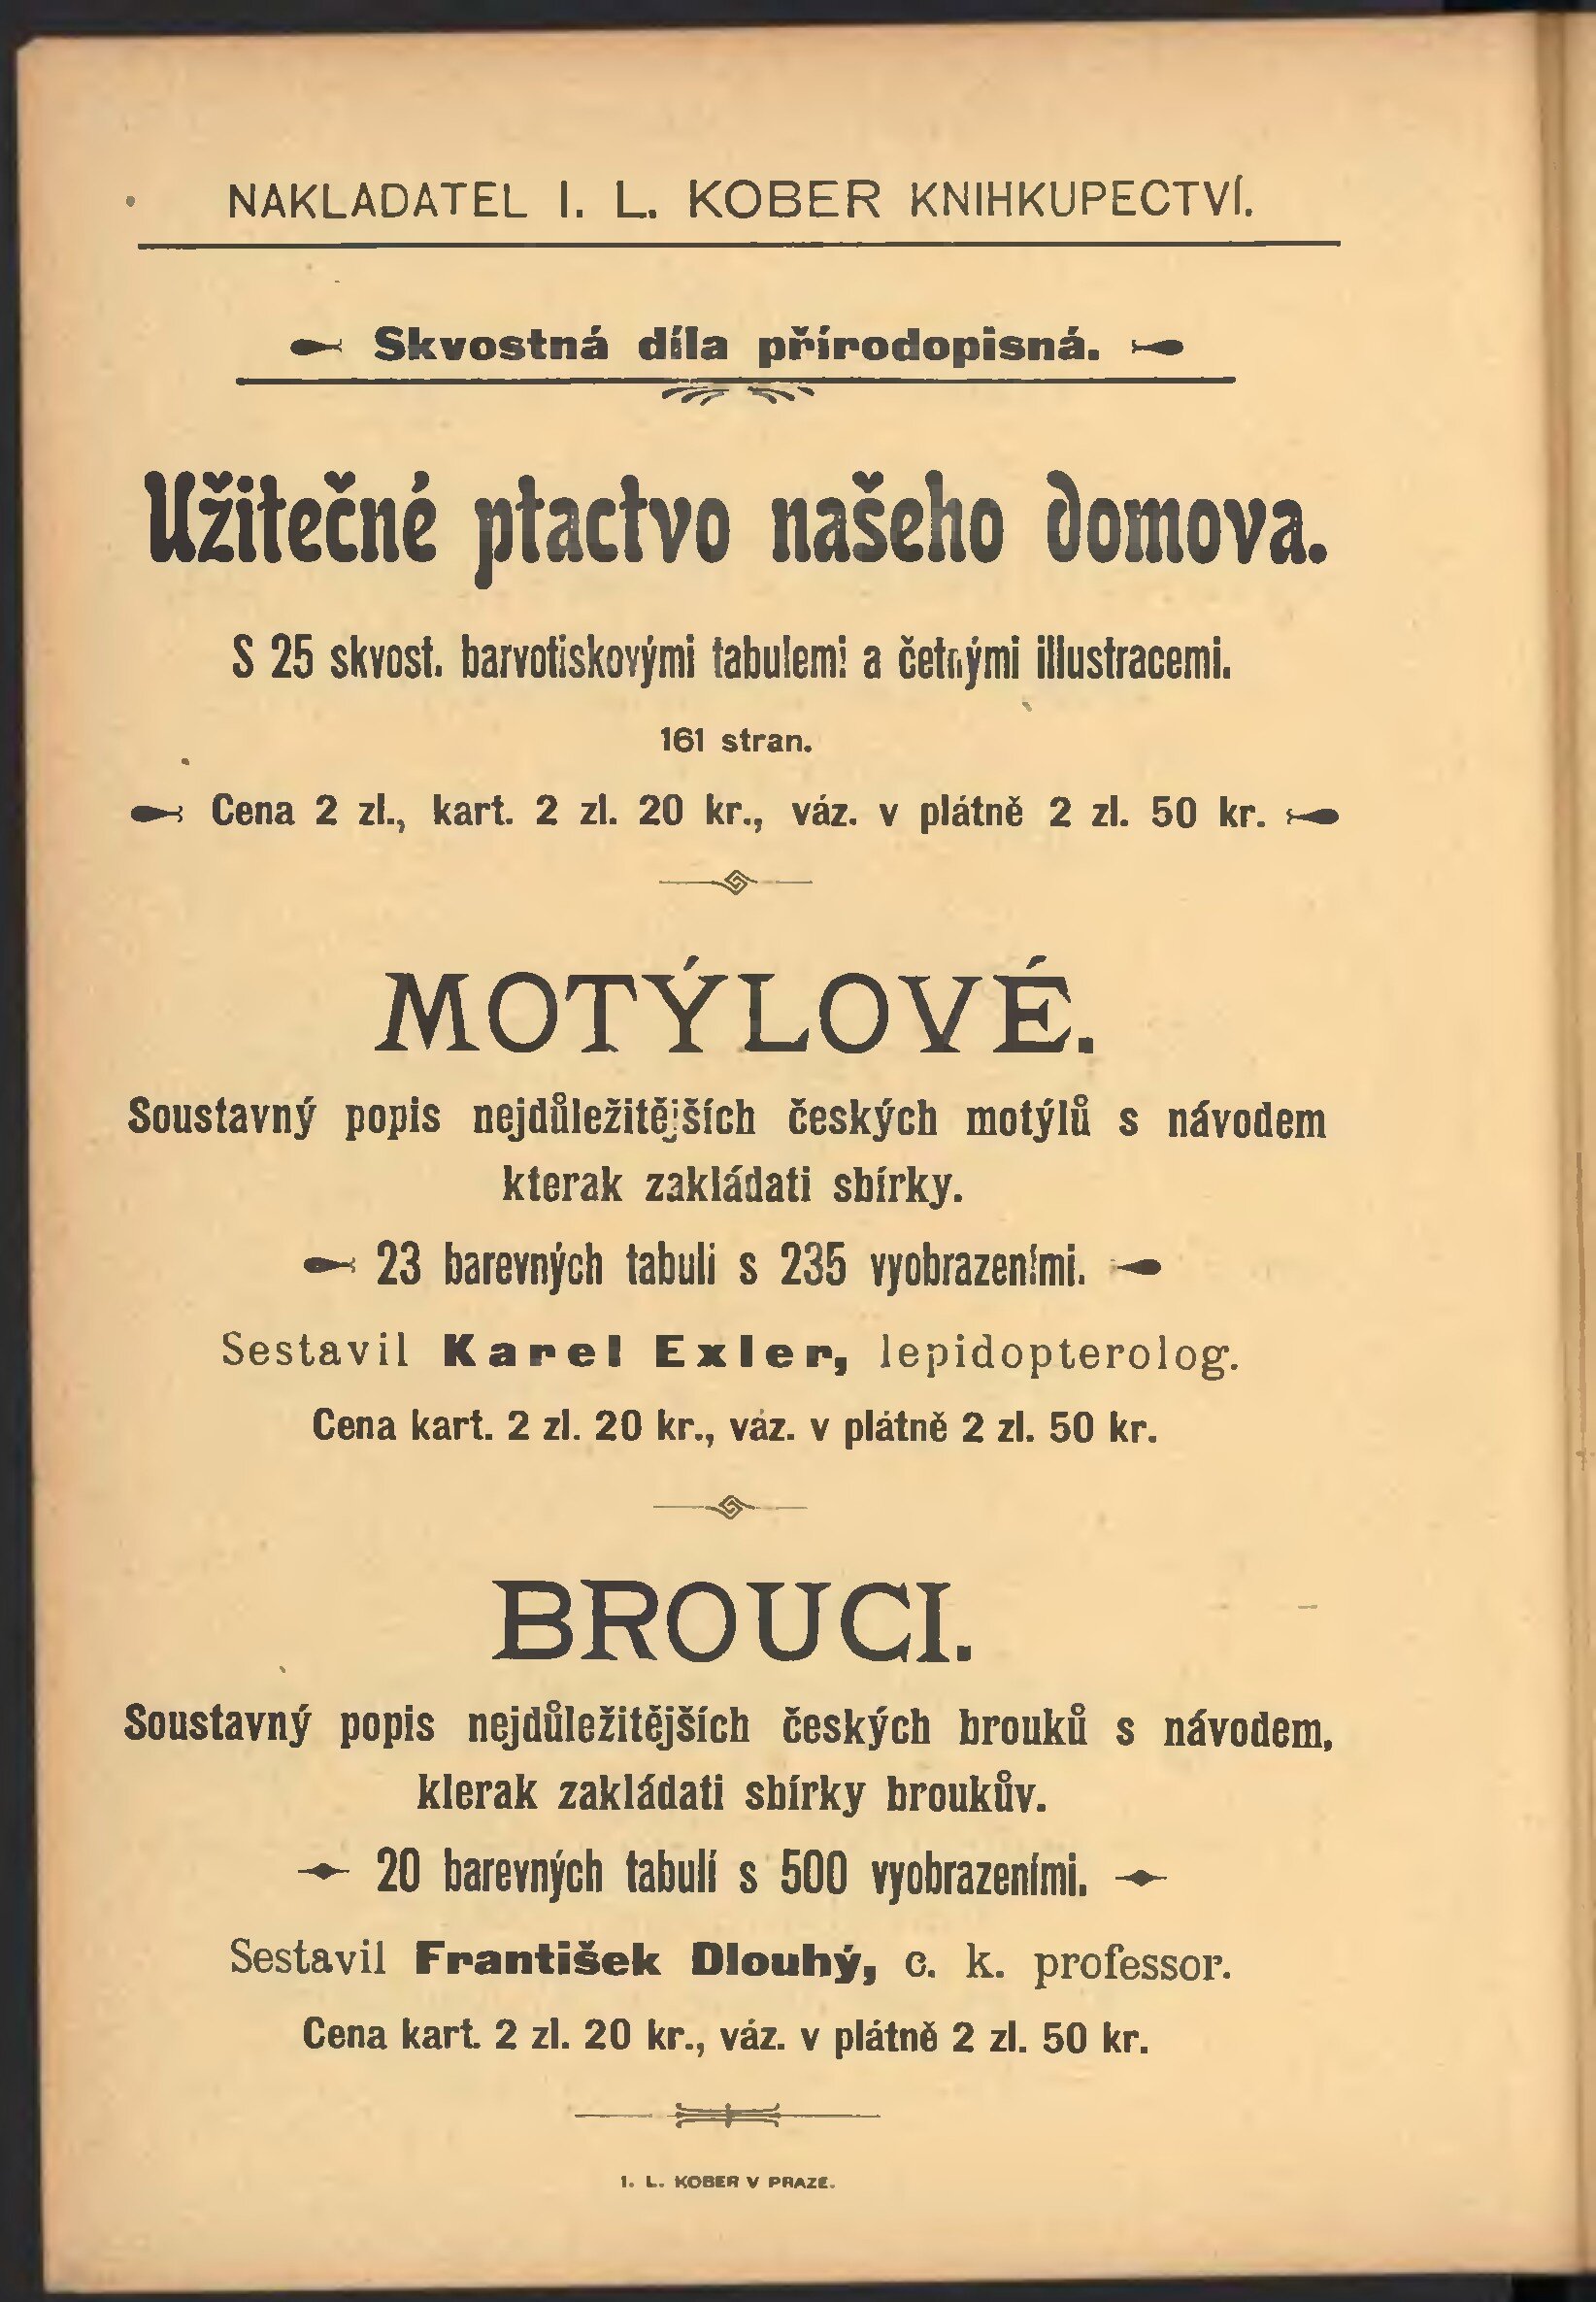 NAKLADATEL I. L. KOBER KNIHKUPECTVÍ.
Skvostná díla přírodopisná.
Užitečné ptactvo našeho domova.
S 25 skvost. barvotiskovými tabulemi a četnými illustracemi.
161 stran.
Cena 2 zl., kart. 2 zl. 20 kr., váz. v plátně 2 zl. 50 kr.
MOTÝLOVÉ.
Soustavný popis nejdůležitějších českých motýlů s návodem
kterak zakládati sbírky.
23 barevných tabuli s 235 vyobrazeními.
Sestavil Karel Exler, lepidopterolog.
Cena kart. 2 zl. 20 kr., váz. v plátně 2 zl. 50 kr.
BROUCI.
Soustavný popis nejdůležitějších českých brouků s návodem,
kterak zakládati sbírky broukův.
20 barevných tabulí s 500 vyobrazeními.
Sestavil František Dlouhý, c. k. professor.
Cena kart. 2 zl. 20 kr., váz. v plátně 2 zl. 50 kr.
I. L. KOBER V PRAZE.